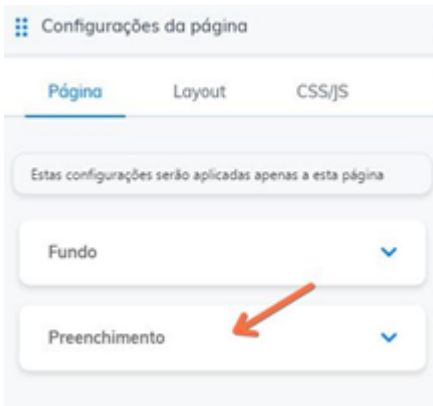 Configurações da página
Página Layout CSS/JS
Estas configurações serão aplicadas apenas a esta página
Fundo
Preenchimento